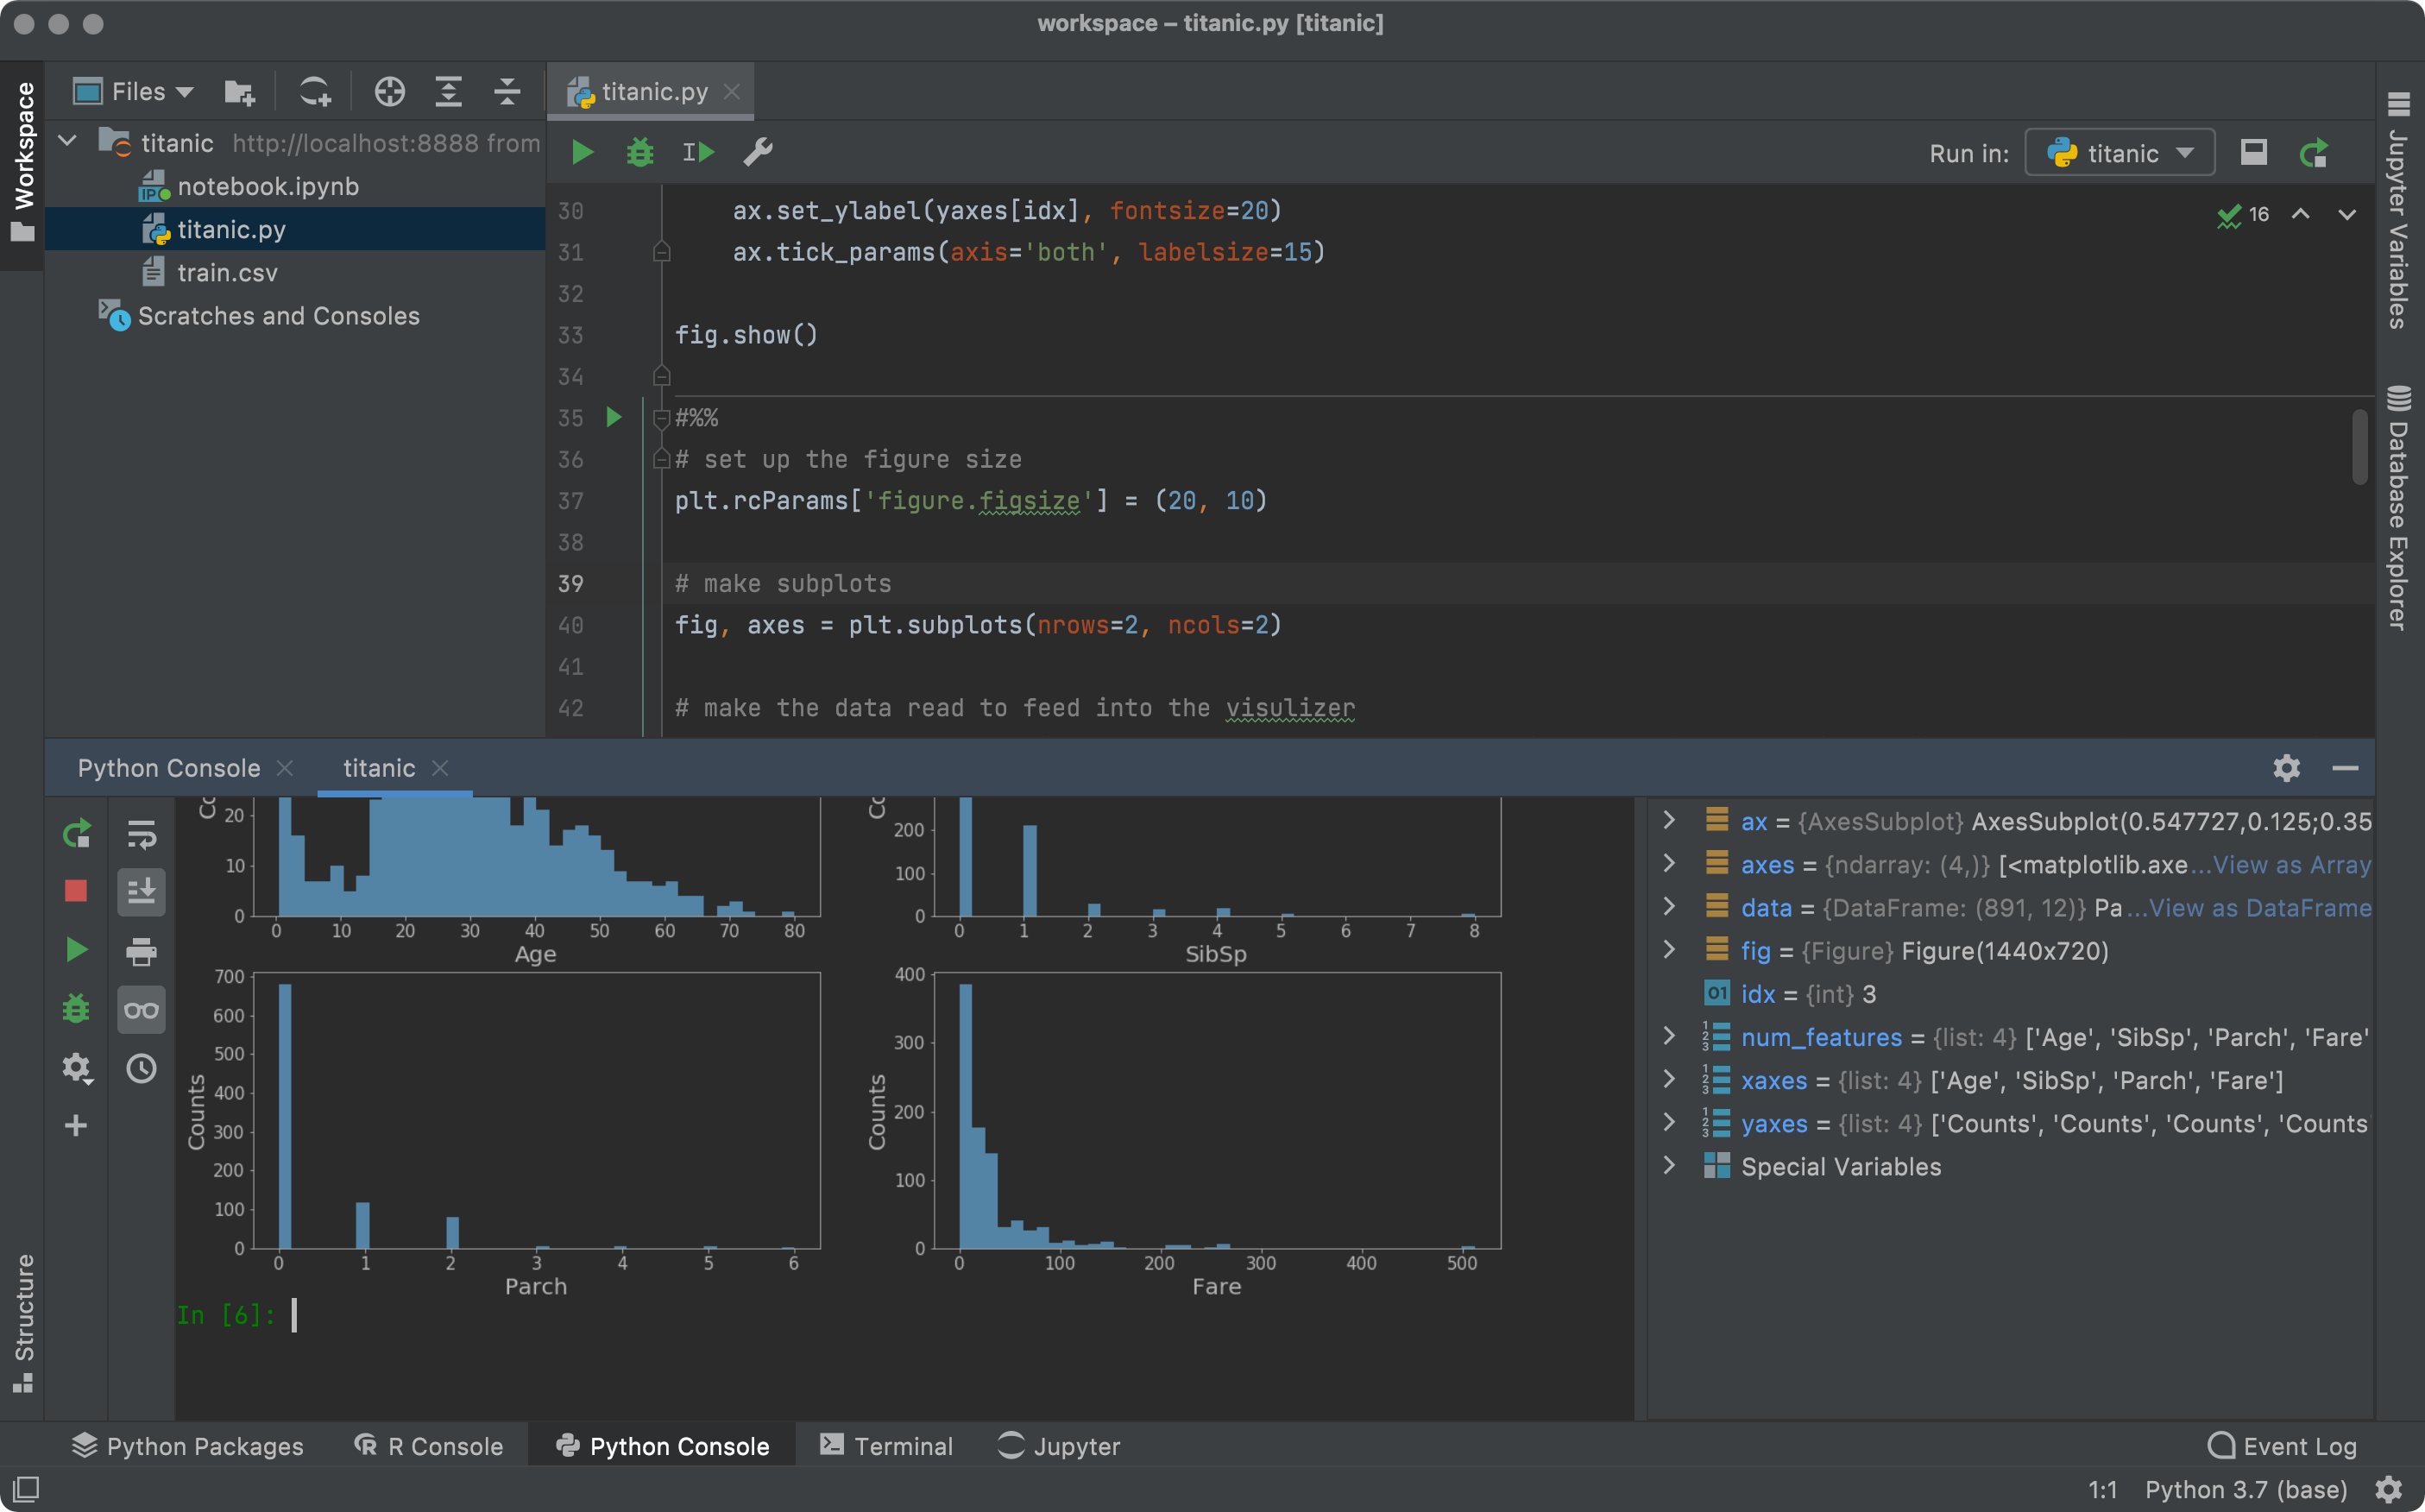 workspace – titanic.py [titanic]
Workspace
Files
titanic.py
titanic http://localhost:8888 from
notebook.ipynb
titanic.py
train.csv
Scratches and Consoles
Run in: titanic
16
30 ax.set_ylabel(yaxes[idx], fontsize=20)
31 ax.tick_params(axis='both', labelsize=15)
32
33 fig.show()
34
35 #%%
36 # set up the figure size
37 plt.rcParams['figure.figsize'] = (20, 10)
38
39 # make subplots
40 fig, axes = plt.subplots(nrows=2, ncols=2)
41
42 # make the data read to feed into the visulizer
Jupyter Variables
Database Explorer
Python Console
titanic
20
10
0
0 10 20 30 40 50 60 70 80
Age
200
100
0
0 1 2 3 4 5 6 7 8
SibSp
700
600
500
400
300
200
100
0
Counts
0 1 2 3 4 5 6
Parch
400
300
200
100
0
Counts
0 100 200 300 400 500
Fare
In [6]:
ax = {AxesSubplot} AxesSubplot(0.547727,0.125;0.35
axes = {ndarray: (4,)} [<matplotlib.axe...View as Array
data = {DataFrame: (891, 12)} Pa...View as DataFrame
fig = {Figure} Figure(1440x720)
01 idx = {int} 3
num_features = {list: 4} ['Age', 'SibSp', 'Parch', 'Fare'
xaxes = {list: 4} ['Age', 'SibSp', 'Parch', 'Fare']
yaxes = {list: 4} ['Counts', 'Counts', 'Counts', 'Counts
Special Variables
Structure
Python Packages
R Console
Python Console
Terminal
Jupyter
Event Log
1:1 Python 3.7 (base)